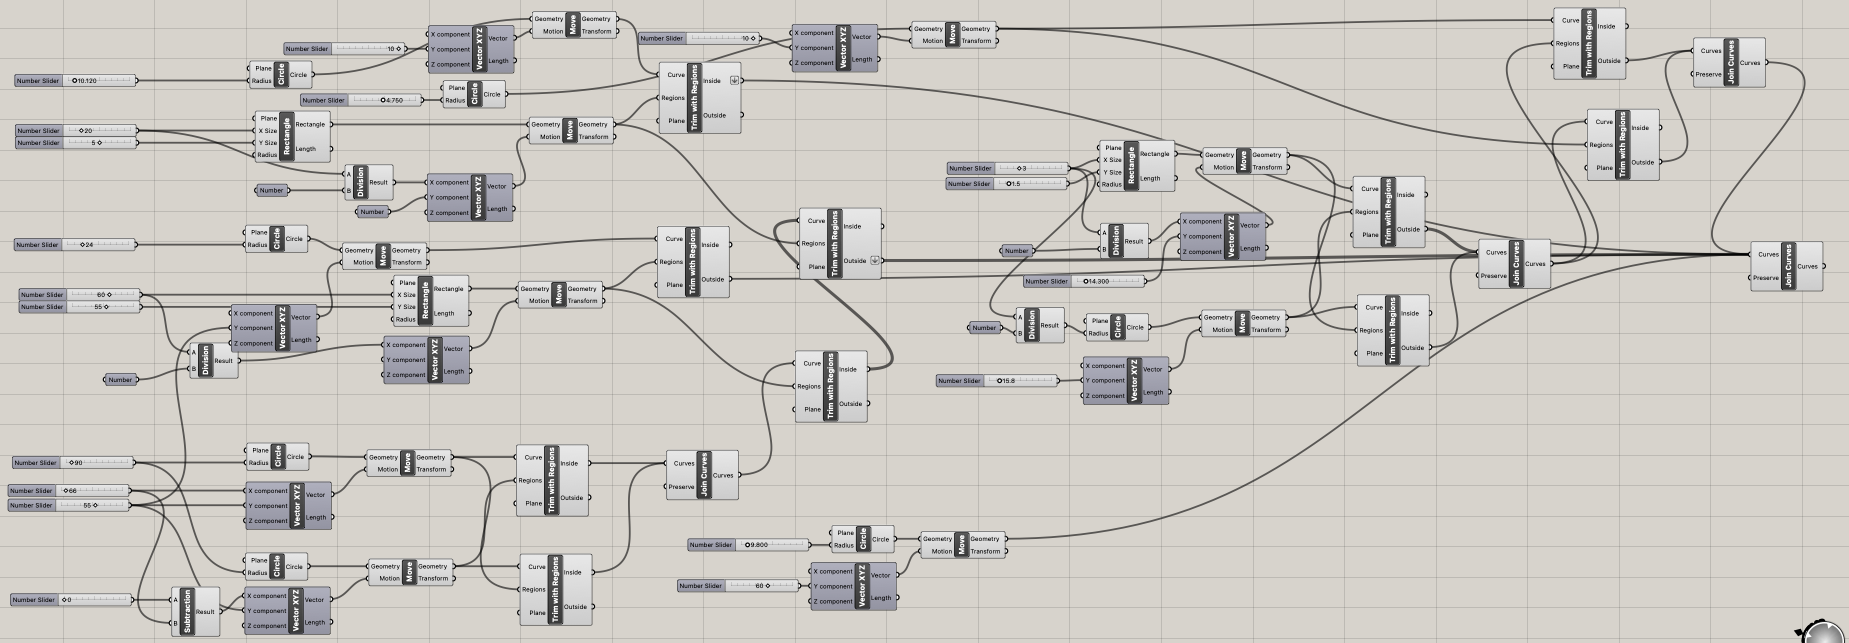 Number Slider 10.120
Plane Radius Circle Circle
Number Slider 10
X component Y component Z component Vector XYZ Vector Length
Geometry Motion Move Geometry Transform
Number Slider 4.750
Plane Radius Circle Circle
Number Slider 10
X component Y component Z component Vector XYZ Vector Length
Geometry Motion Move Geometry Transform
Curve Regions Plane Trim with Regions Inside Outside
Number Slider 20
Number Slider 5
Plane X Size Y Size Radius Rectangle Rectangle Length
Geometry Motion Move Geometry Transform
Number
A B Division Result
Number
X component Y component Z component Vector XYZ Vector Length
Number Slider 24
Plane Radius Circle Circle
Geometry Motion Move Geometry Transform
Curve Regions Plane Trim with Regions Inside Outside
Curve Regions Plane Trim with Regions Inside Outside
Number Slider 60
Number Slider 55
X component Y component Z component Vector XYZ Vector Length
Plane X Size Y Size Radius Rectangle Rectangle Length
Geometry Motion Move Geometry Transform
Number
A B Division Result
X component Y component Z component Vector XYZ Vector Length
Curve Regions Plane Trim with Regions Inside Outside
Number Slider 90
Plane Radius Circle Circle
Geometry Motion Move Geometry Transform
Curve Regions Plane Trim with Regions Inside Outside
Curves Preserve Join Curves Curves
Number Slider 66
Number Slider 55
X component Y component Z component Vector XYZ Vector Length
Plane Radius Circle Circle
Geometry Motion Move Geometry Transform
Curve Regions Plane Trim with Regions Inside Outside
Number Slider 0
A B Subtraction Result
X component Y component Z component Vector XYZ Vector Length
Number Slider 9.800
Plane Radius Circle Circle
Geometry Motion Move Geometry Transform
Number Slider 60
X component Y component Z component Vector XYZ Vector Length
Number Slider 3
Number Slider 1.5
Plane X Size Y Size Radius Rectangle Rectangle Length
Geometry Motion Move Geometry Transform
Number
A B Division Result
X component Y component Z component Vector XYZ Vector Length
Number Slider 14.300
Number
A B Division Result
Plane Radius Circle Circle
Geometry Motion Move Geometry Transform
Number Slider 15.8
X component Y component Z component Vector XYZ Vector Length
Curve Regions Plane Trim with Regions Inside Outside
Curve Regions Plane Trim with Regions Inside Outside
Curves Preserve Join Curves Curves
Curve Regions Plane Trim with Regions Inside Outside
Curves Preserve Join Curves Curves
Curve Regions Plane Trim with Regions Inside Outside
Curves Preserve Join Curves Curves